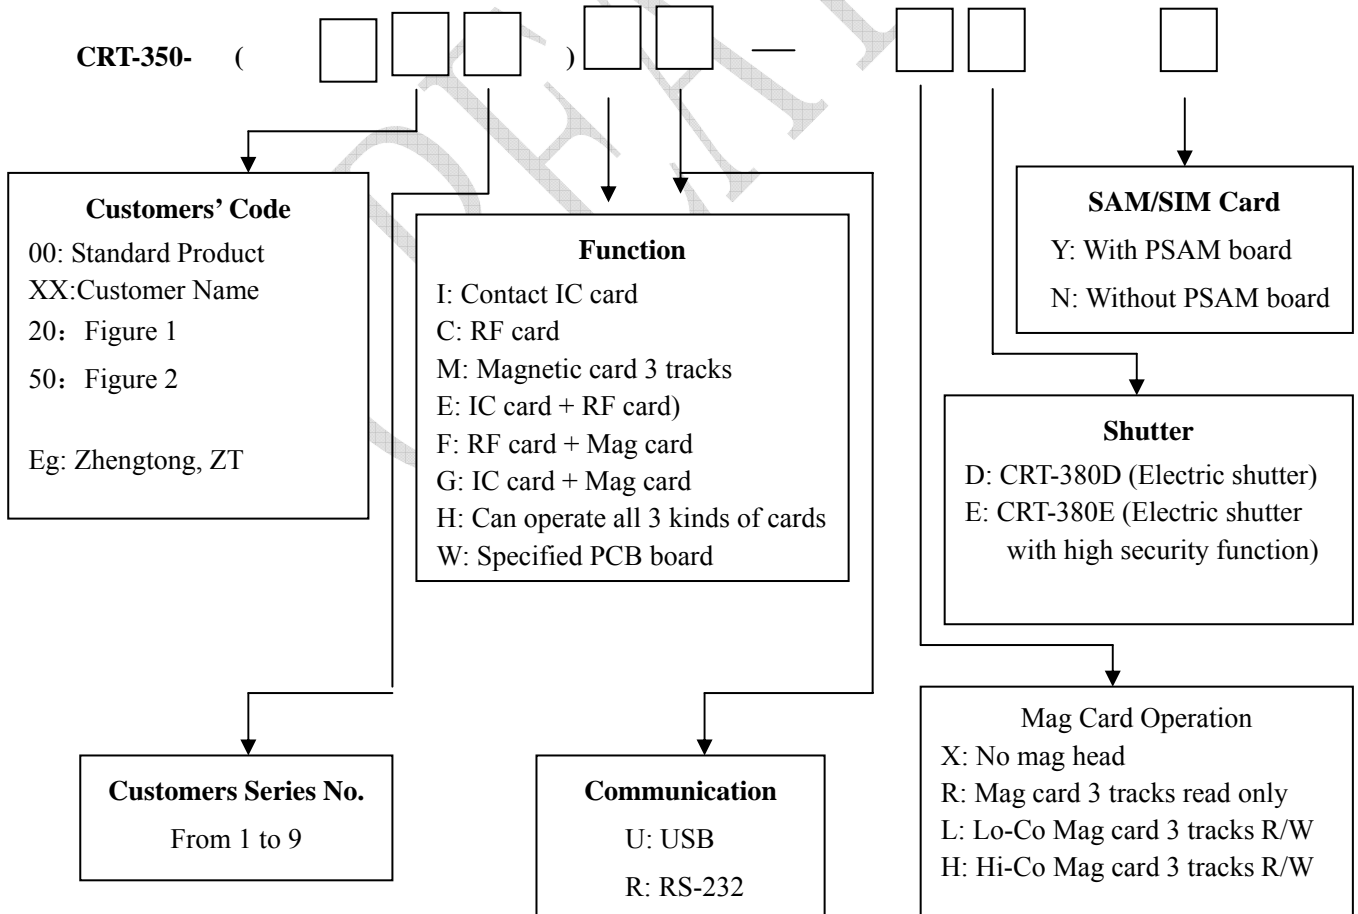 CRT-350- ( ) —
Customers’ Code
00: Standard Product
XX:Customer Name
20：Figure 1
50：Figure 2
Eg: Zhengtong, ZT
Function
I: Contact IC card
C: RF card
M: Magnetic card 3 tracks
E: IC card + RF card)
F: RF card + Mag card
G: IC card + Mag card
H: Can operate all 3 kinds of cards
W: Specified PCB board
SAM/SIM Card
Y: With PSAM board
N: Without PSAM board
Shutter
D: CRT-380D (Electric shutter)
E: CRT-380E (Electric shutter
with high security function)
Customers Series No.
From 1 to 9
Communication
U: USB
R: RS-232
Mag Card Operation
X: No mag head
R: Mag card 3 tracks read only
L: Lo-Co Mag card 3 tracks R/W
H: Hi-Co Mag card 3 tracks R/W